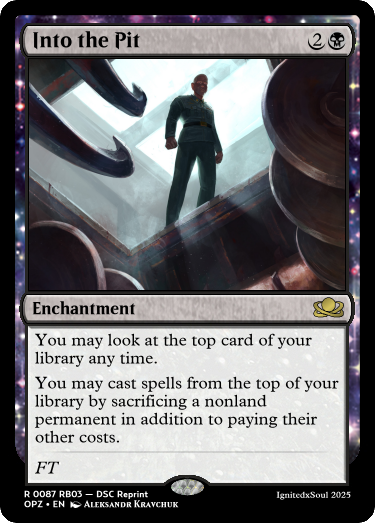 Into the Pit 2
Enchantment
You may look at the top card of your
library any time.
You may cast spells from the top of your
library by sacrificing a nonland
permanent in addition to paying their
other costs.
FT
R 0087 RB03 — DSC Reprint
OPZ • EN Aleksandr Kravchuk
IgnitedxSoul 2025